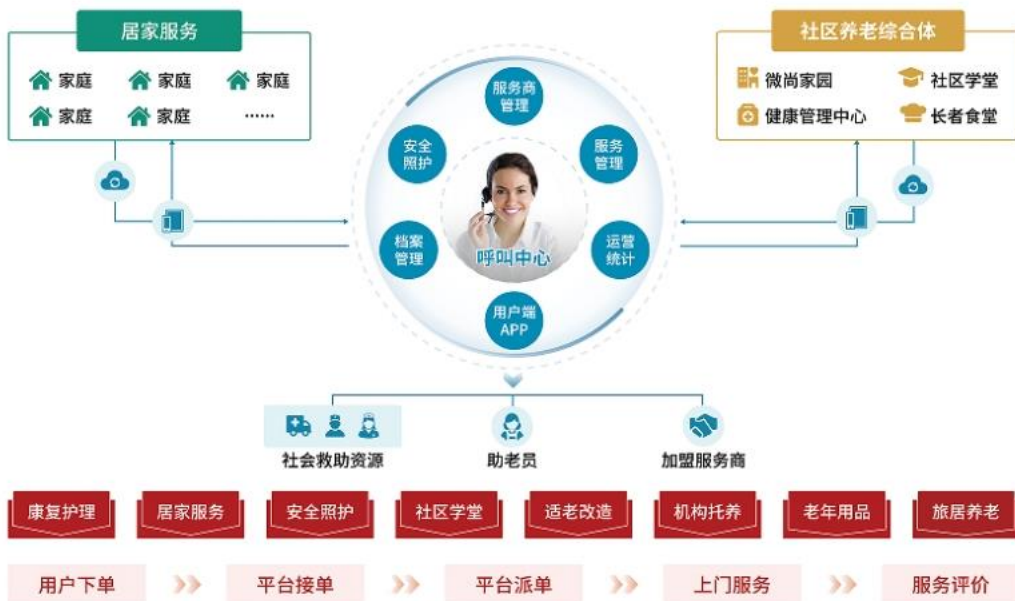 居家服务
家庭 家庭 家庭
家庭 家庭 ……
社区养老综合体
微尚家园 社区学堂
健康管理中心 长者食堂
服务商
管理
安全
照护
服务
管理
呼叫中心
档案
管理
运营
统计
用户端
APP
社会救助资源 助老员 加盟服务商
康复护理 居家服务 安全照护 社区学堂 适老改造 机构托养 老年用品 旅居养老
用户下单 平台接单 平台派单 上门服务 服务评价